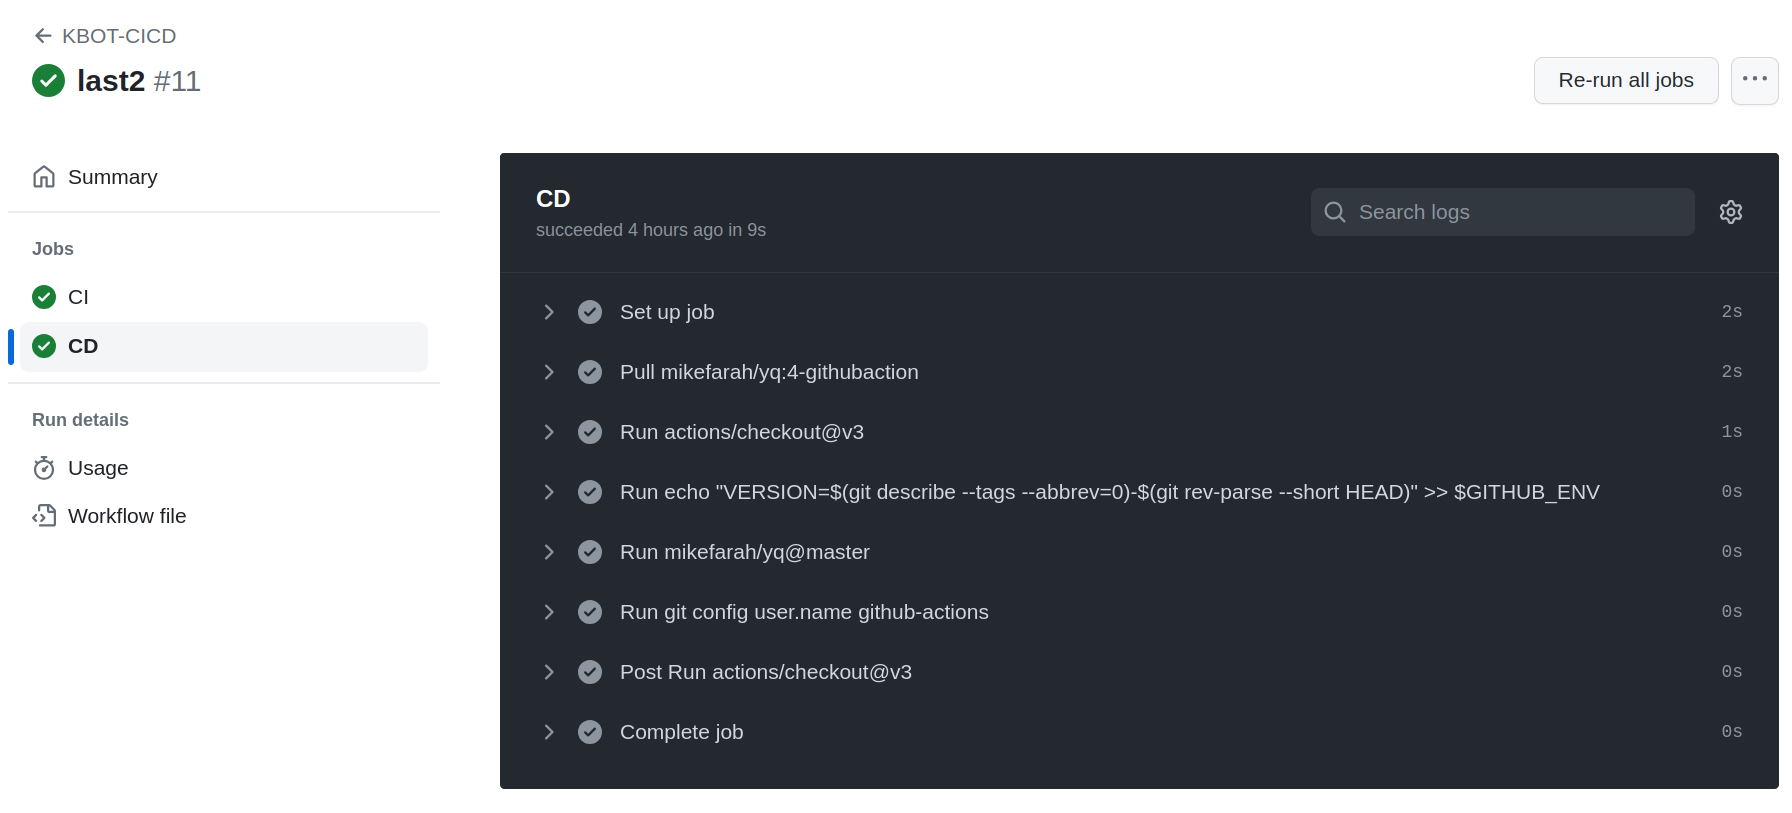 KBOT-CICD
last2 #11
Re-run all jobs
Summary
Jobs
CI
CD
Run details
Usage
Workflow file
CD
succeeded 4 hours ago in 9s
Search logs
Set up job 2s
Pull mikefarah/yq:4-githubaction 2s
Run actions/checkout@v3 1s
Run echo "VERSION=$(git describe --tags --abbrev=0)-$(git rev-parse --short HEAD)" >> $GITHUB_ENV 0s
Run mikefarah/yq@master 0s
Run git config user.name github-actions 0s
Post Run actions/checkout@v3 0s
Complete job 0s